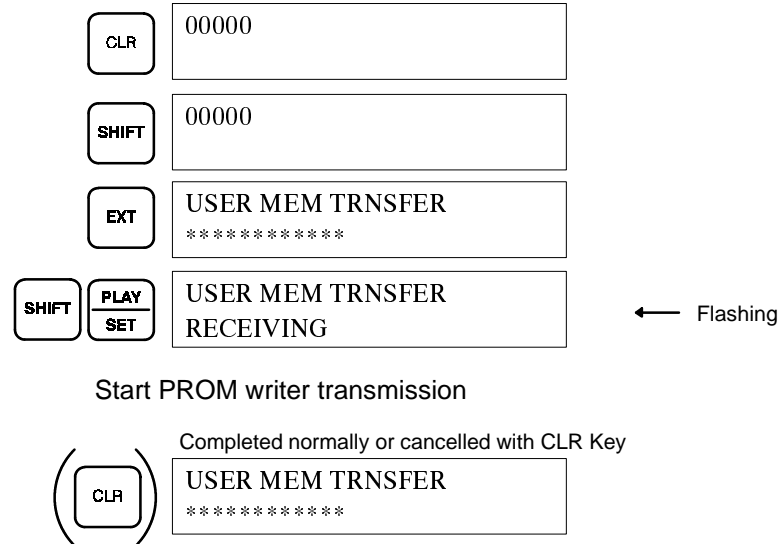 CLR
00000
SHIFT
00000
EXT
USER MEM TRNSFER
************
SHIFT
PLAY
SET
USER MEM TRNSFER
RECEIVING
Flashing
Start PROM writer transmission
Completed normally or cancelled with CLR Key
CLR
USER MEM TRNSFER
************